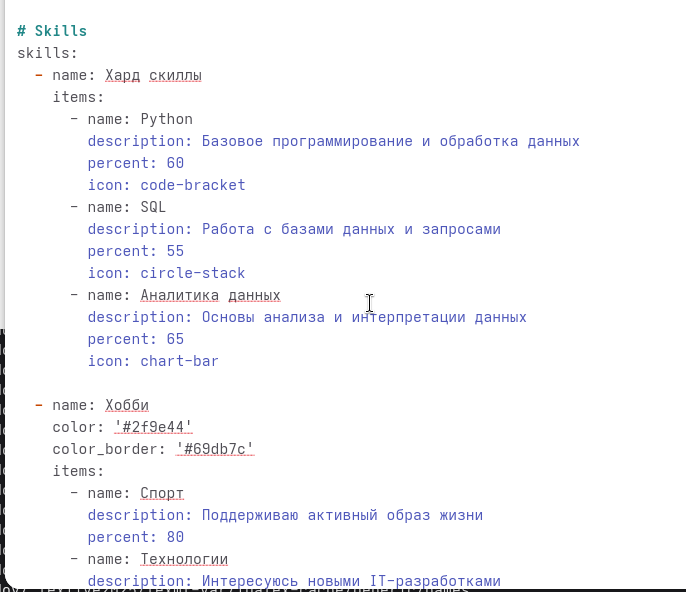 # Skills
skills:
- name: Хард скиллы
items:
- name: Python
description: Базовое программирование и обработка данных
percent: 60
icon: code-bracket
- name: SQL
description: Работа с базами данных и запросами
percent: 55
icon: circle-stack
- name: Аналитика данных
description: Основы анализа и интерпретации данных
percent: 65
icon: chart-bar
- name: Хобби
color: '#2f9e44'
color_border: '#69db7c'
items:
- name: Спорт
description: Поддерживаю активный образ жизни
percent: 80
- name: Технологии
description: Интересуюсь новыми IT-разработками